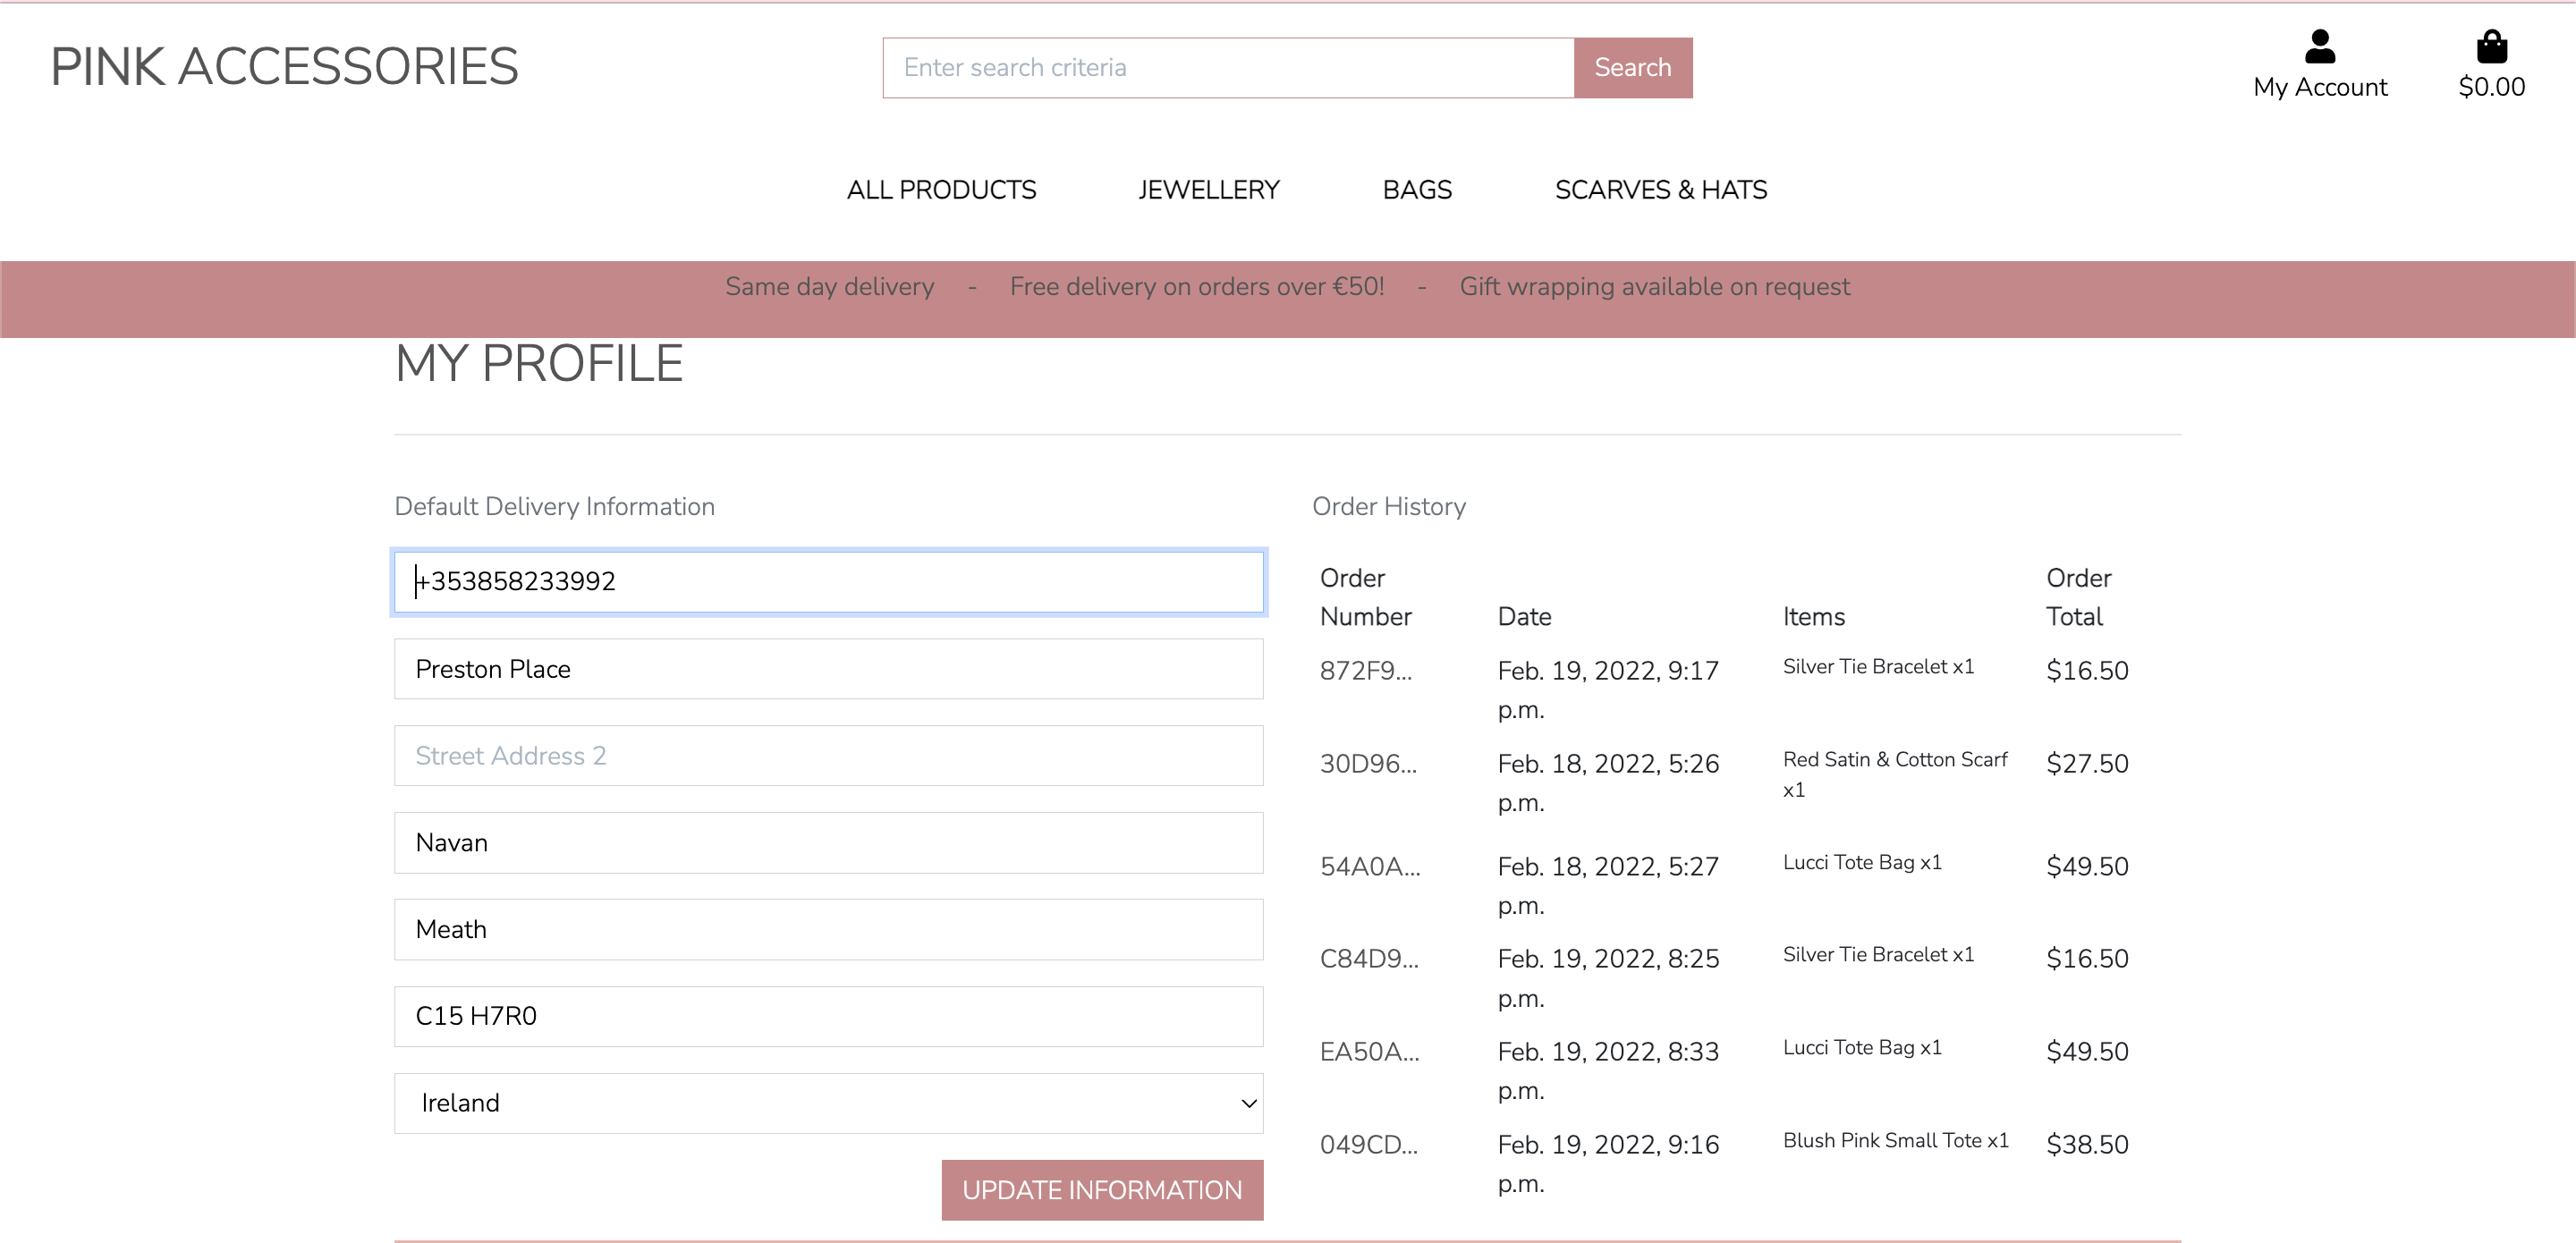 PINK ACCESSORIES
Enter search criteria
Search
My Account
$0.00
ALL PRODUCTS JEWELLERY BAGS SCARVES & HATS
Same day delivery - Free delivery on orders over €50! - Gift wrapping available on request
MY PROFILE
Default Delivery Information
+353858233992
Preston Place
Street Address 2
Navan
Meath
C15 H7R0
Ireland
UPDATE INFORMATION
Order History
Order Number Date Items Order Total
872F9... Feb. 19, 2022, 9:17 p.m. Silver Tie Bracelet x1 $16.50
30D96... Feb. 18, 2022, 5:26 p.m. Red Satin & Cotton Scarf x1 $27.50
54A0A... Feb. 18, 2022, 5:27 p.m. Lucci Tote Bag x1 $49.50
C84D9... Feb. 19, 2022, 8:25 p.m. Silver Tie Bracelet x1 $16.50
EA50A... Feb. 19, 2022, 8:33 p.m. Lucci Tote Bag x1 $49.50
049CD... Feb. 19, 2022, 9:16 p.m. Blush Pink Small Tote x1 $38.50